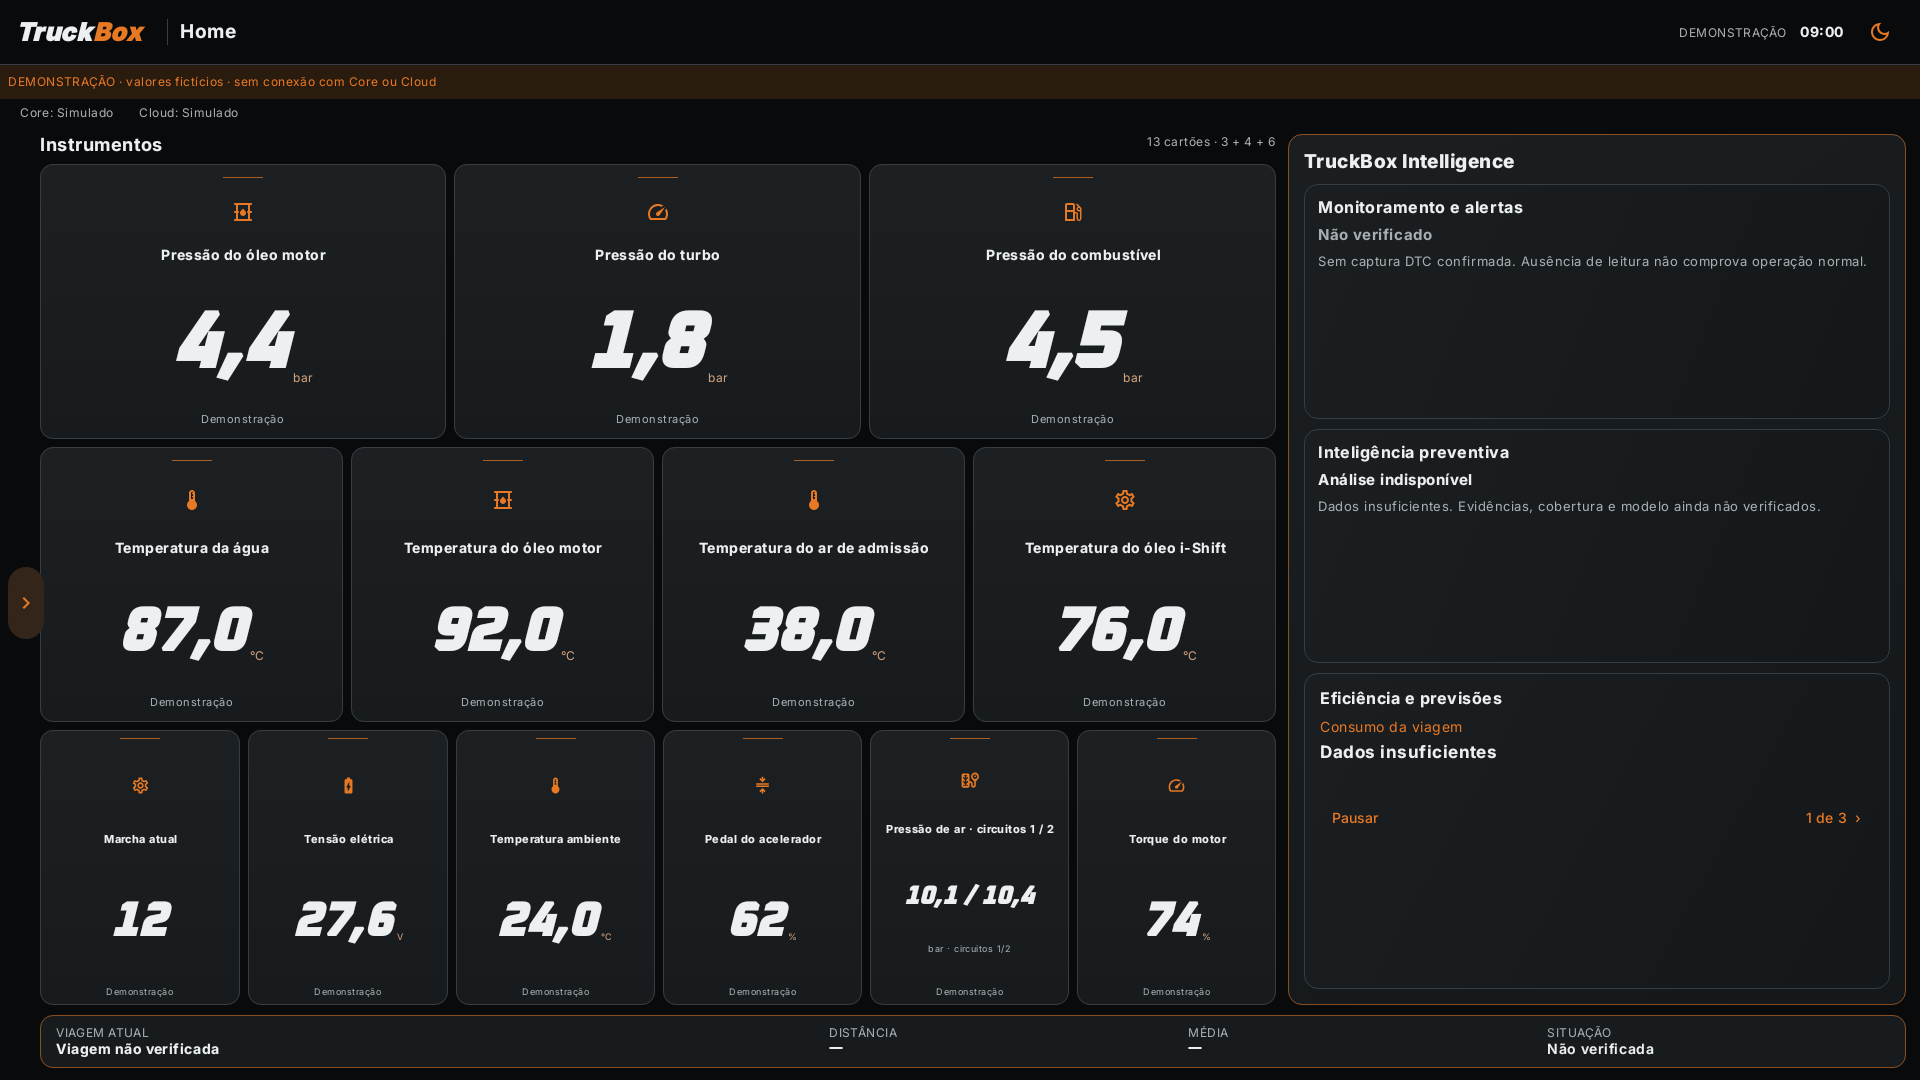 TruckBox
Home
DEMONSTRAÇÃO 09:00
DEMONSTRAÇÃO · valores fictícios · sem conexão com Core ou Cloud
Core: Simulado Cloud: Simulado
Instrumentos
13 cartões · 3 + 4 + 6
Pressão do óleo motor
4,4 bar
Demonstração
Pressão do turbo
1,8 bar
Demonstração
Pressão do combustível
4,5 bar
Demonstração
Temperatura da água
87,0 °C
Demonstração
Temperatura do óleo motor
92,0 °C
Demonstração
Temperatura do ar de admissão
38,0 °C
Demonstração
Temperatura do óleo i-Shift
76,0 °C
Demonstração
Marcha atual
12
Demonstração
Tensão elétrica
27,6 V
Demonstração
Temperatura ambiente
24,0 °C
Demonstração
Pedal do acelerador
62 %
Demonstração
Pressão de ar · circuitos 1 / 2
10,1 / 10,4
bar · circuitos 1/2
Demonstração
Torque do motor
74 %
Demonstração
TruckBox Intelligence
Monitoramento e alertas
Não verificado
Sem captura DTC confirmada. Ausência de leitura não comprova operação normal.
Inteligência preventiva
Análise indisponível
Dados insuficientes. Evidências, cobertura e modelo ainda não verificados.
Eficiência e previsões
Consumo da viagem
Dados insuficientes
Pausar
1 de 3 ›
VIAGEM ATUAL
Viagem não verificada
DISTÂNCIA
—
MÉDIA
—
SITUAÇÃO
Não verificada